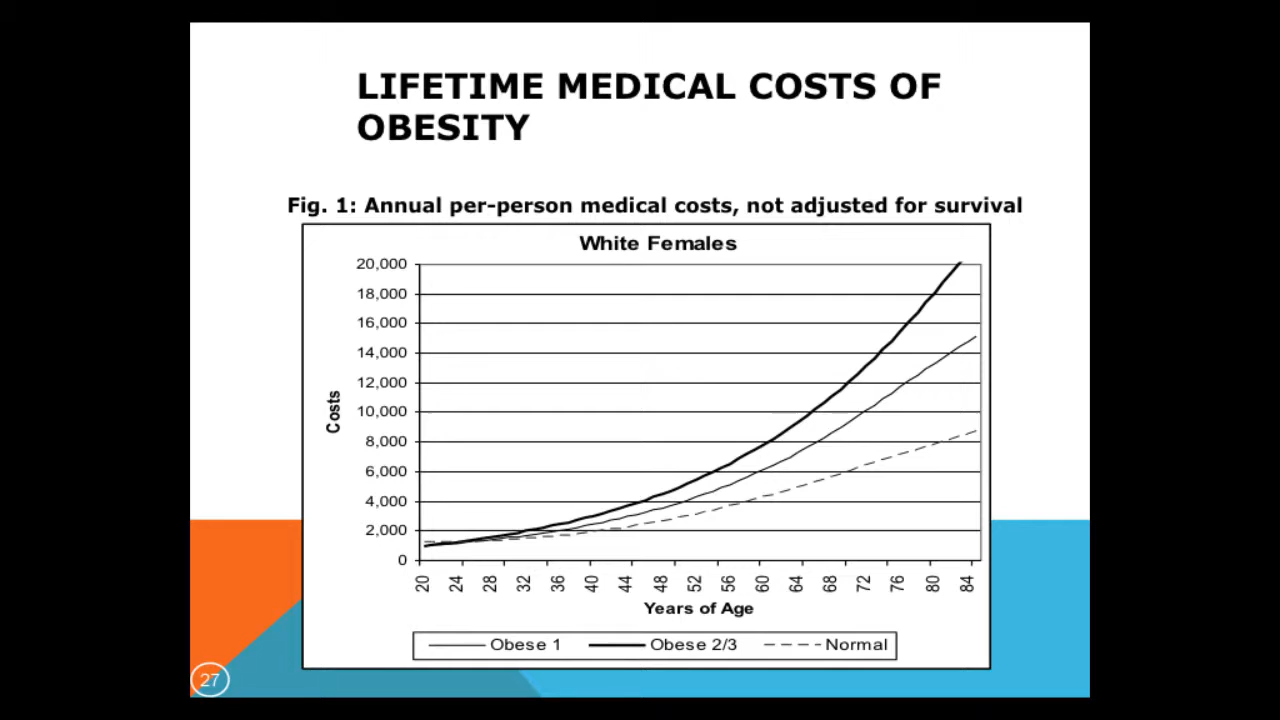 LIFETIME MEDICAL COSTS OF
OBESITY
Fig. 1: Annual per-person medical costs, not adjusted for survival
White Females
20,000
18,000
16,000
14,000
12,000
10,000
8,000
6,000
4,000
2,000
0
Costs
20 24 28 32 36 40 44 48 52 56 60 64 68 72 76 80 84
Years of Age
Obese 1 Obese 2/3 Normal
27